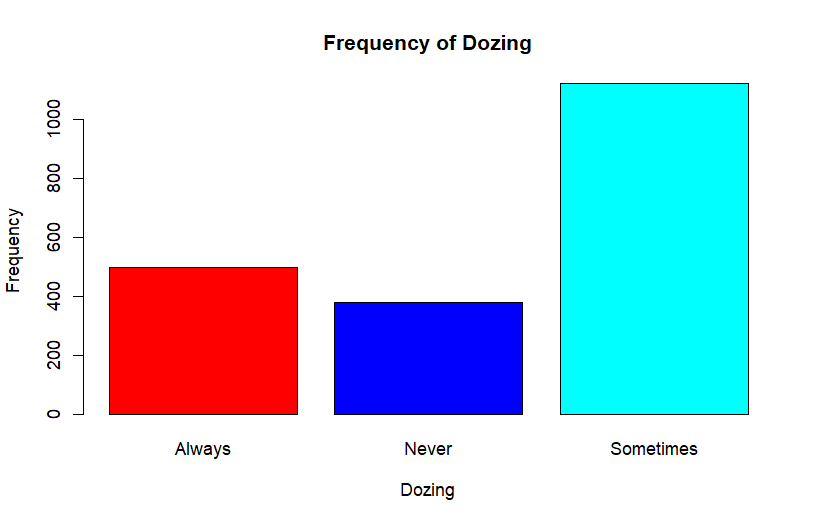 Frequency of Dozing
Frequency
1000
800
600
400
200
0
Always Never Sometimes
Dozing